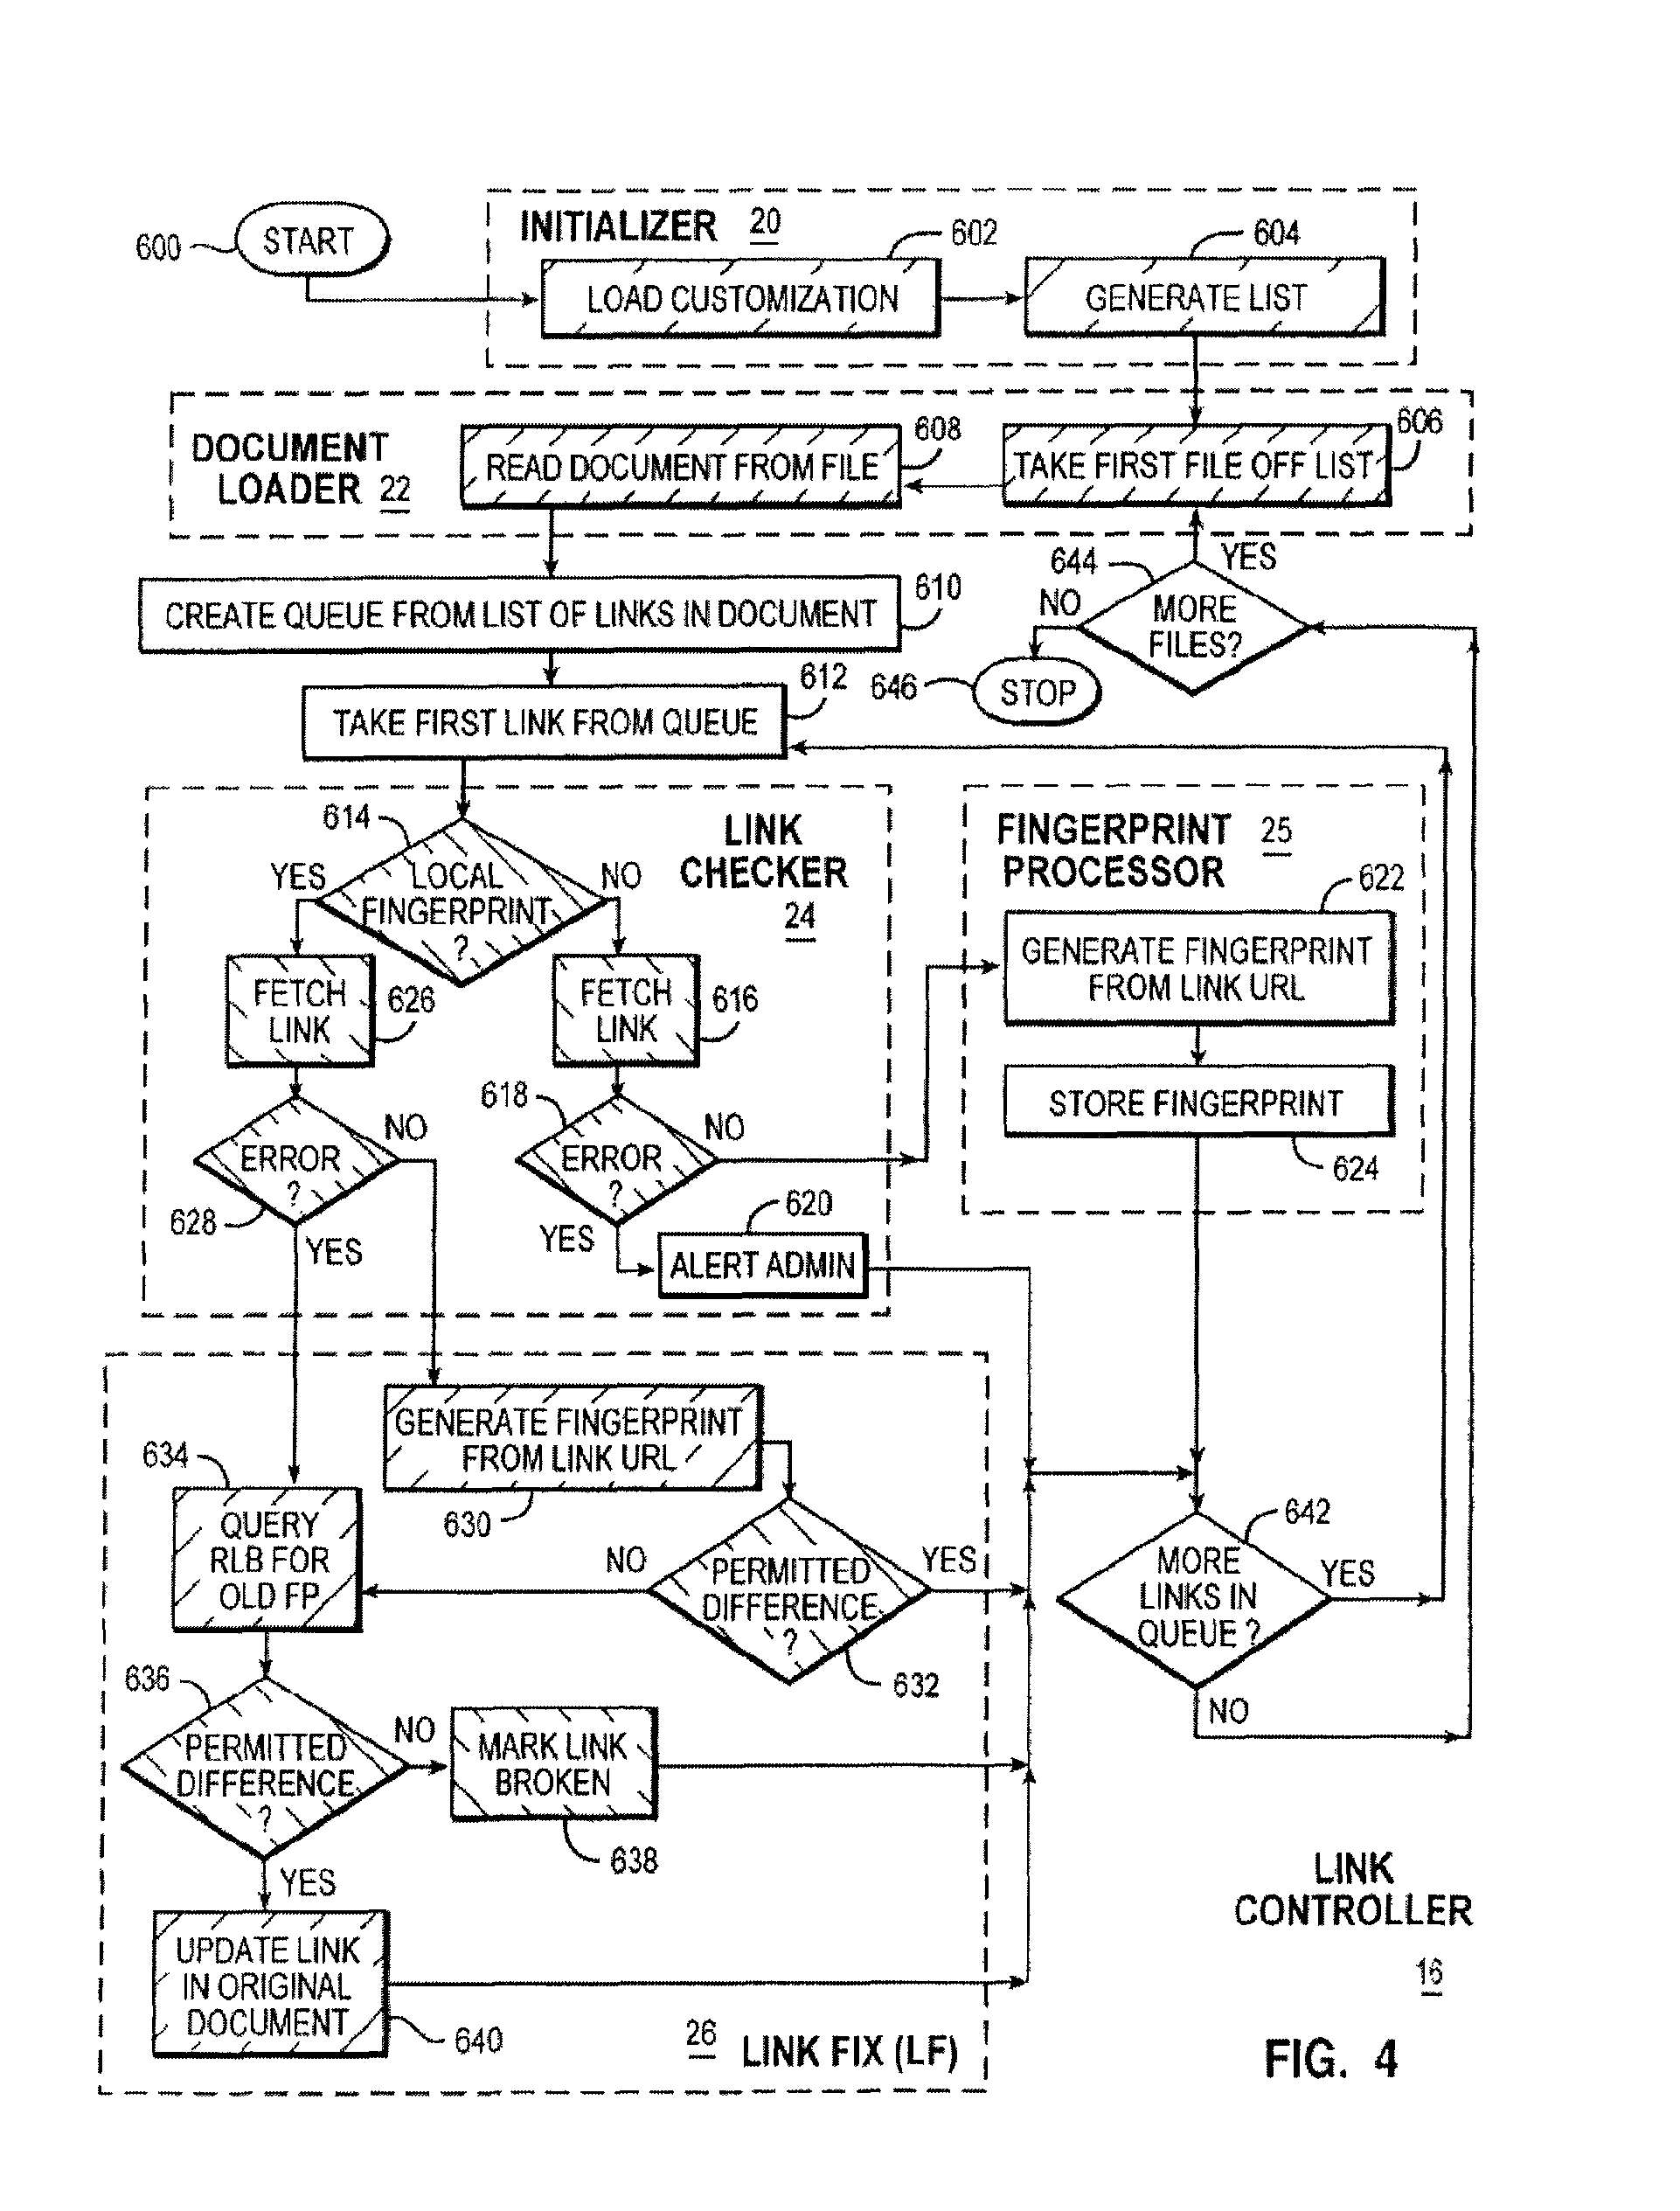 INITIALIZER 20
600
START
602
604
LOAD CUSTOMIZATION
GENERATE LIST
DOCUMENT
LOADER 22
608
606
READ DOCUMENT FROM FILE
TAKE FIRST FILE OFF LIST
644
YES
NO
MORE
FILES?
610
CREATE QUEUE FROM LIST OF LINKS IN DOCUMENT
646
STOP
612
TAKE FIRST LINK FROM QUEUE
614
LINK
CHECKER
24
YES
LOCAL
FINGERPRINT
?
NO
FINGERPRINT 25
PROCESSOR
622
FETCH
LINK
626
FETCH
LINK
616
GENERATE FINGERPRINT
FROM LINK URL
618
NO
NO
STORE FINGERPRINT
624
ERROR
?
ERROR
?
628
YES
YES
620
ALERT ADMIN
GENERATE FINGERPRINT
FROM LINK URL
630
634
QUERY
RLB FOR
OLD FP
NO
PERMITTED
DIFFERENCE
?
YES
632
642
MORE
LINKS IN
QUEUE ?
YES
NO
636
PERMITTED
DIFFERENCE
?
NO
MARK LINK
BROKEN
638
YES
UPDATE LINK
IN ORIGINAL
DOCUMENT
640
26 LINK FIX (LF)
LINK
CONTROLLER
16
FIG. 4